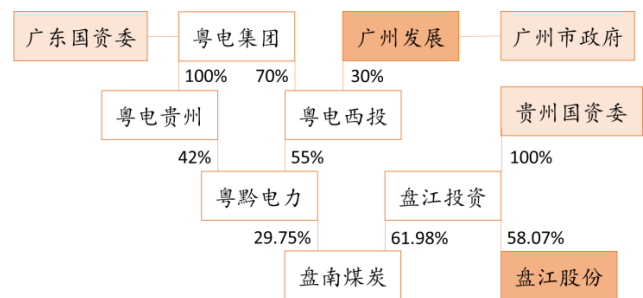 广东国资委 粤电集团 广州发展 广州市政府
100% 70% 30%
粤电贵州 粤电西投 贵州国资委
42% 55% 100%
粤黔电力 盘江投资
29.75% 61.98% 58.07%
盘南煤炭 盘江股份